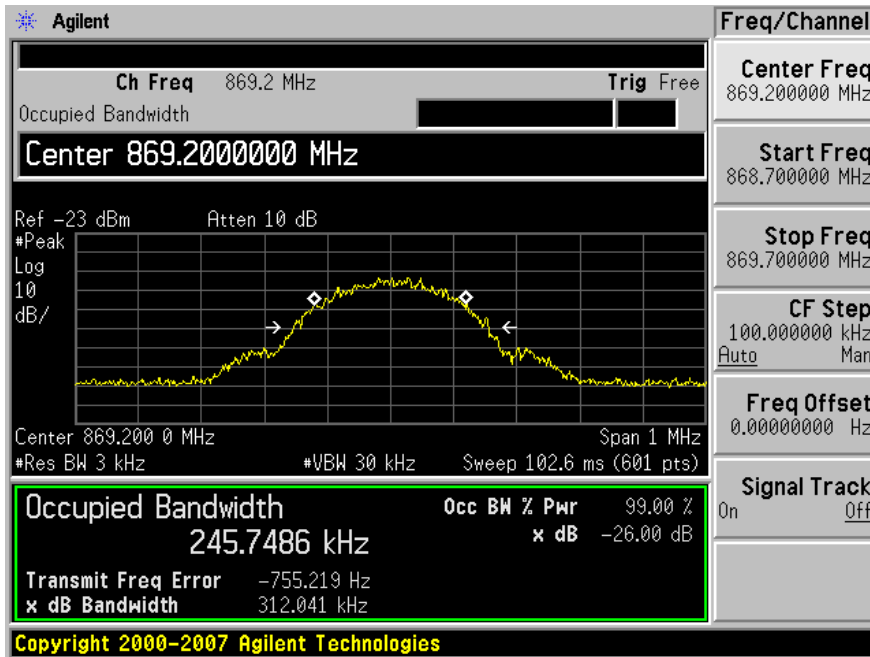 Agilent
Freq/Channel
Ch Freq 869.2 MHz
Trig Free
Occupied Bandwidth
Center 869.2000000 MHz
Ref -23 dBm
Atten 10 dB
#Peak
Log
10
dB/
Center 869.200 0 MHz
Span 1 MHz
#Res BW 3 kHz
#VBW 30 kHz
Sweep 102.6 ms (601 pts)
Occupied Bandwidth
245.7486 kHz
Occ BW % Pwr 99.00 %
x dB -26.00 dB
Transmit Freq Error -755.219 Hz
x dB Bandwidth 312.041 kHz
Center Freq
869.200000 MHz
Start Freq
868.700000 MHz
Stop Freq
869.700000 MHz
CF Step
100.000000 kHz
Auto Man
Freq Offset
0.00000000 Hz
Signal Track
On Off
Copyright 2000-2007 Agilent Technologies